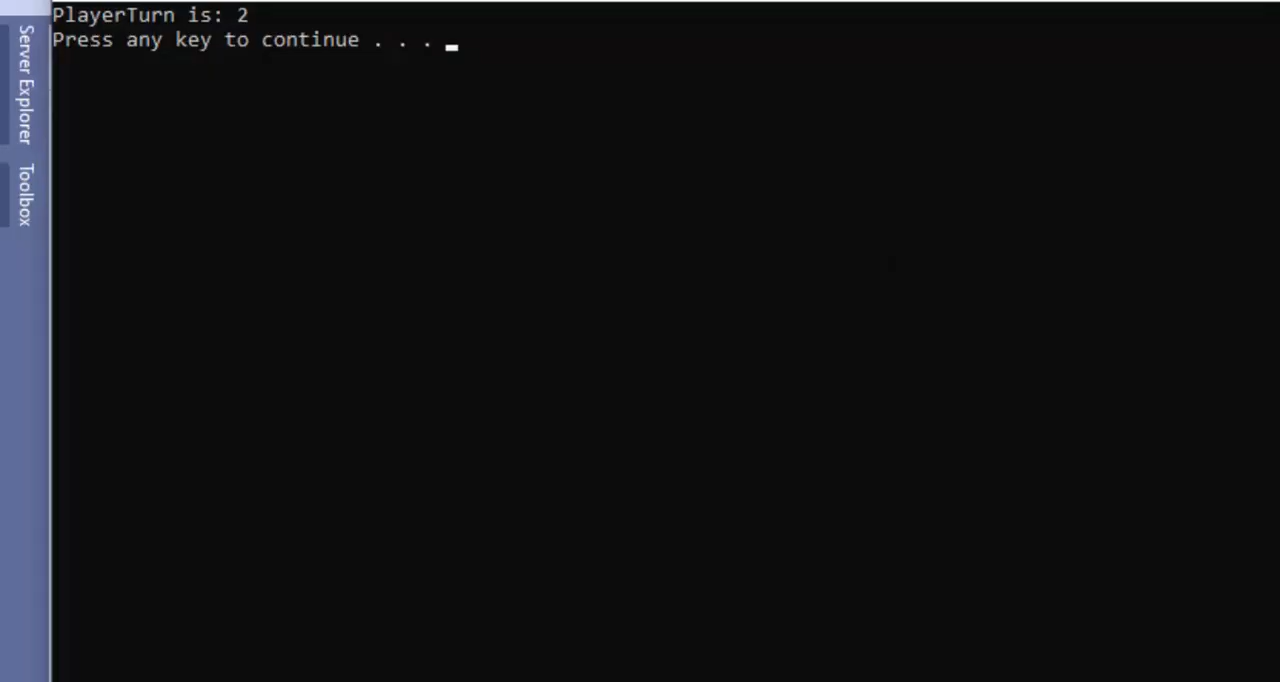 PlayerTurn is: 2
Press any key to continue . . .
Server Explorer
Toolbox